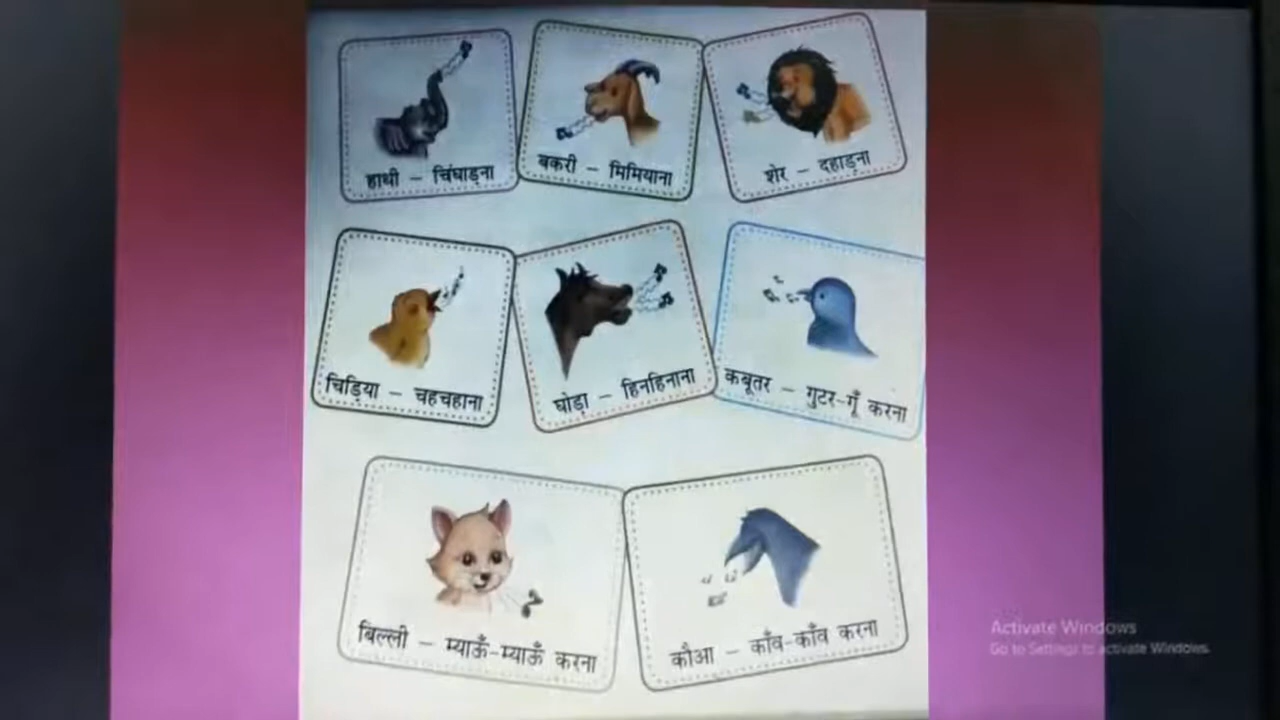 हाथी – चिंघाड़ना
बकरी – मिमियाना
शेर – दहाड़ना
चिड़िया – चहचहाना
घोड़ा – हिनहिनाना
कबूतर – गुटर-गूँ करना
बिल्ली – म्याऊँ-म्याऊँ करना
कौआ – काँव-काँव करना
Activate Windows
Go to Settings to activate Windows.